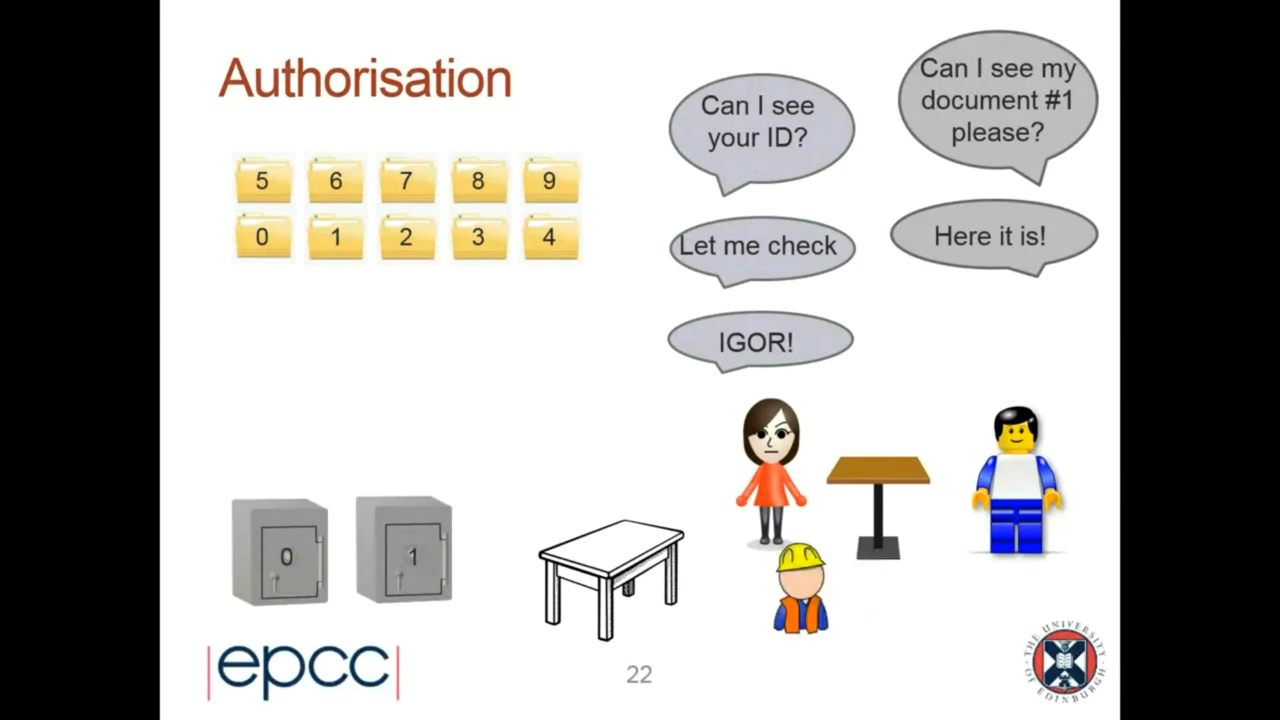 Authorisation
5 6 7 8 9
0 1 2 3 4
Can I see
your ID?
Can I see my
document #1
please?
Let me check
Here it is!
IGOR!
0 1
|epcc|
22
THE UNIVERSITY
OF EDINBURGH